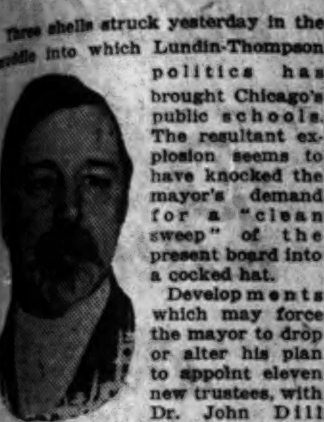 Three shells struck yesterday in the
muddle into which Lundin-Thompson
politics has
brought Chicago's
public schools.
The resultant ex-
plosion seems to
have knocked the
mayor's demand
for a "clean
sweep" of the
present board into
a cocked hat.
Developments
which may force
the mayor to drop
or alter his plan
to appoint eleven
new trustees, with
Dr. John Dill